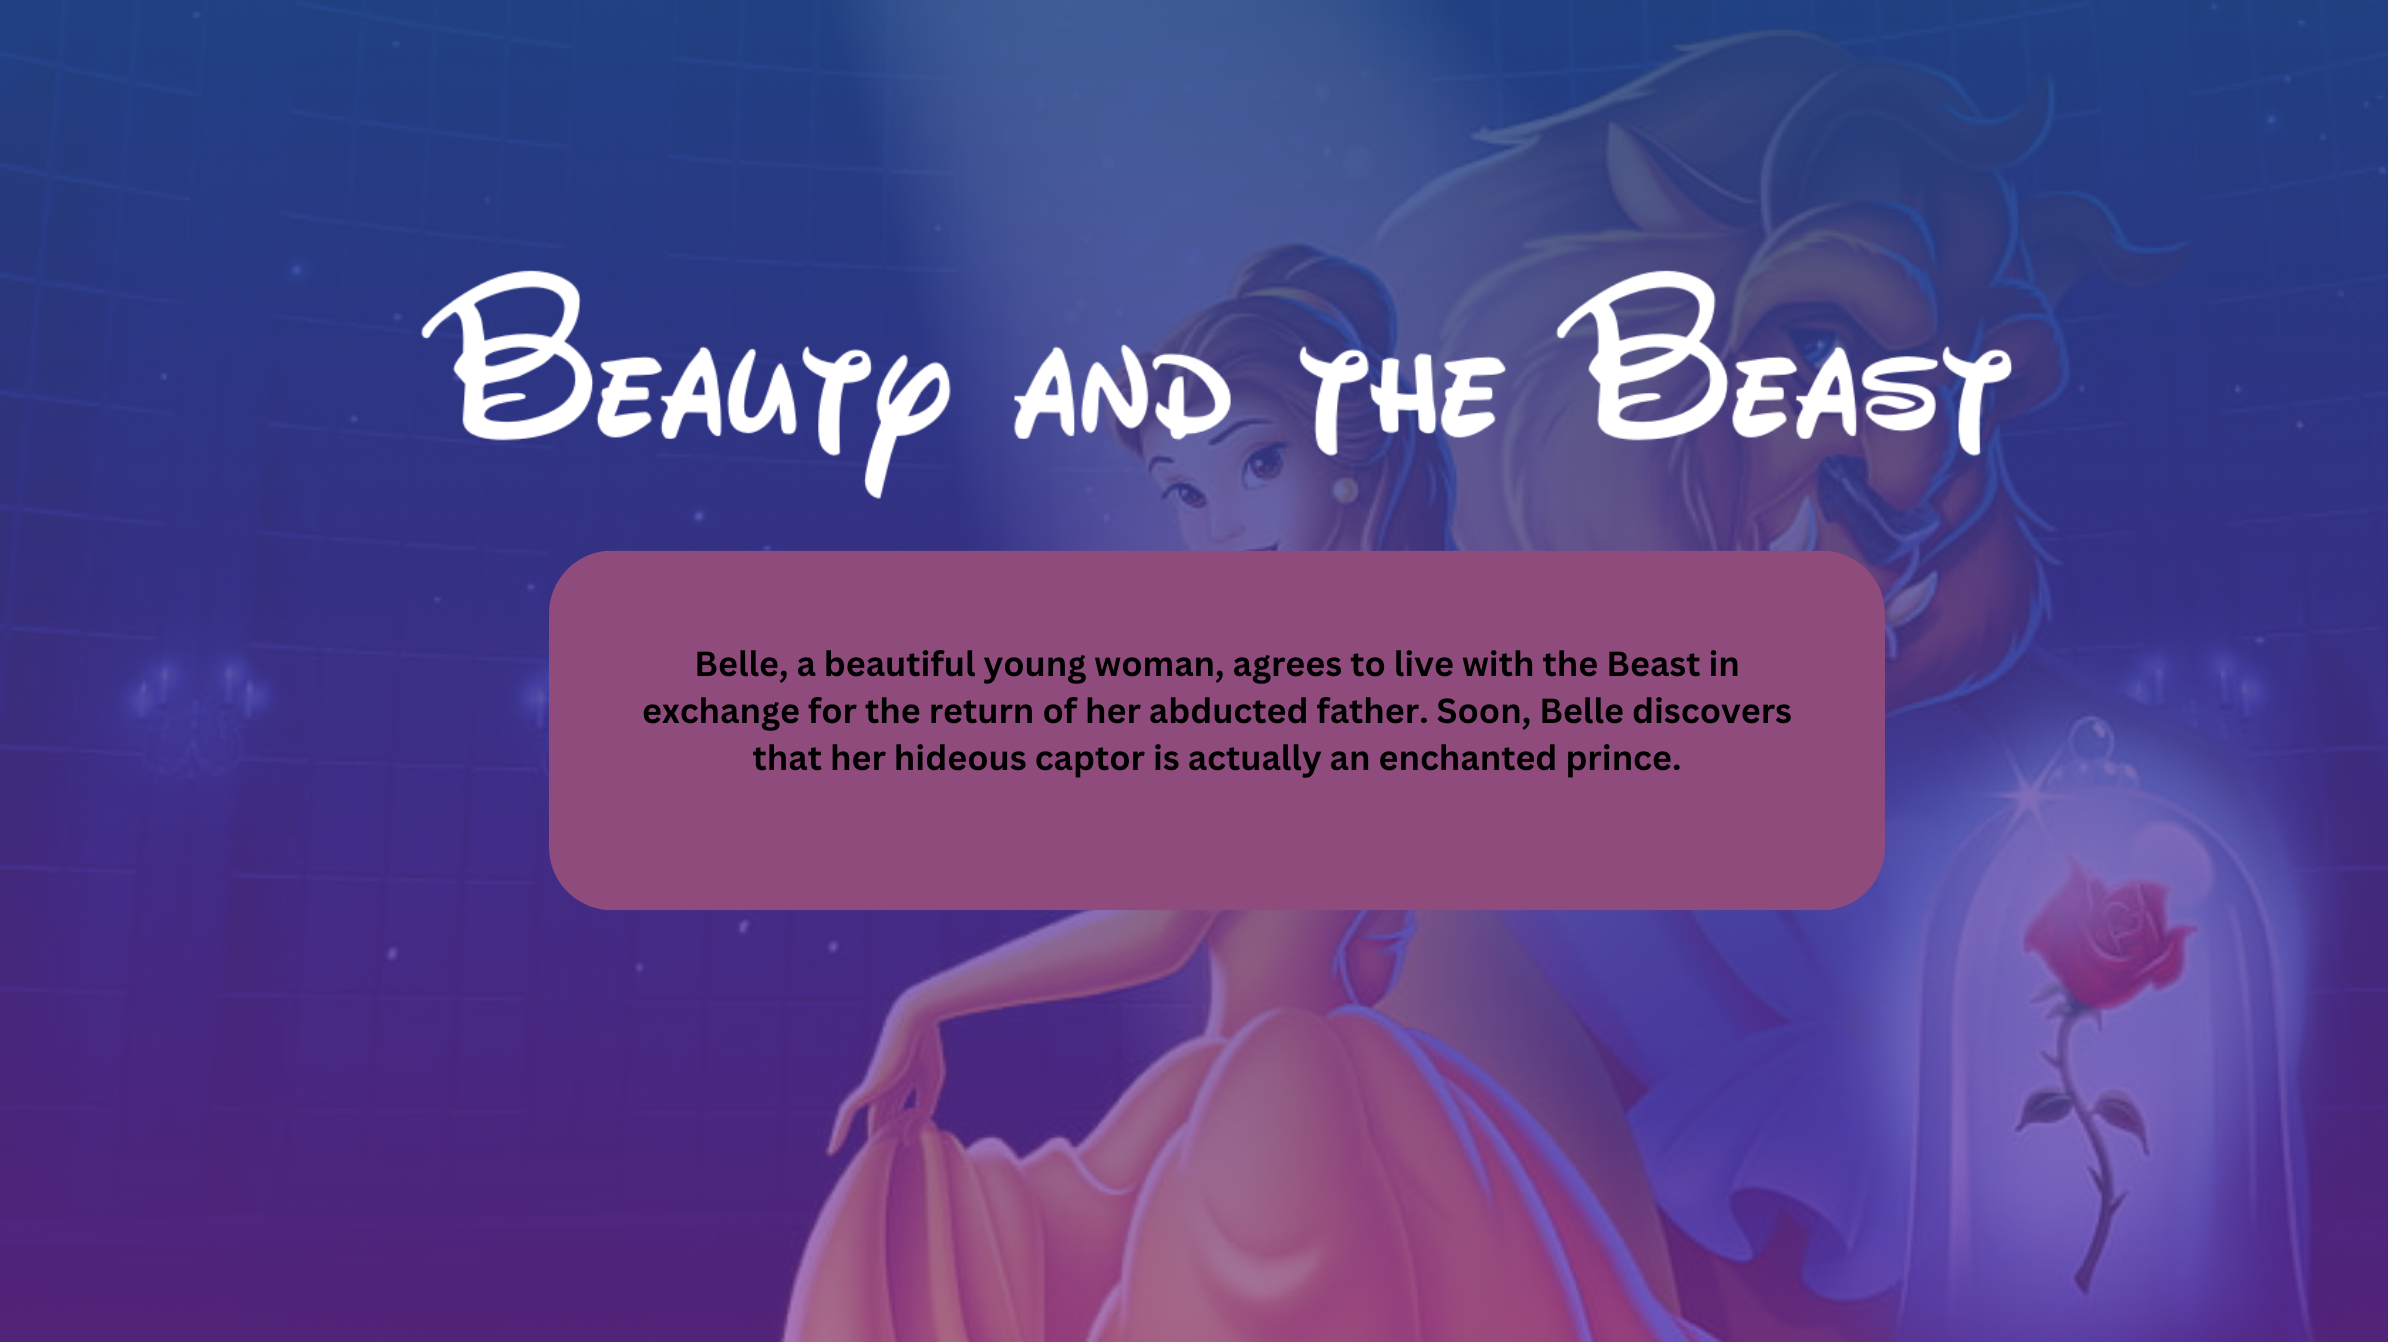 Beauty and the Beast
Belle, a beautiful young woman, agrees to live with the Beast in
exchange for the return of her abducted father. Soon, Belle discovers
that her hideous captor is actually an enchanted prince.